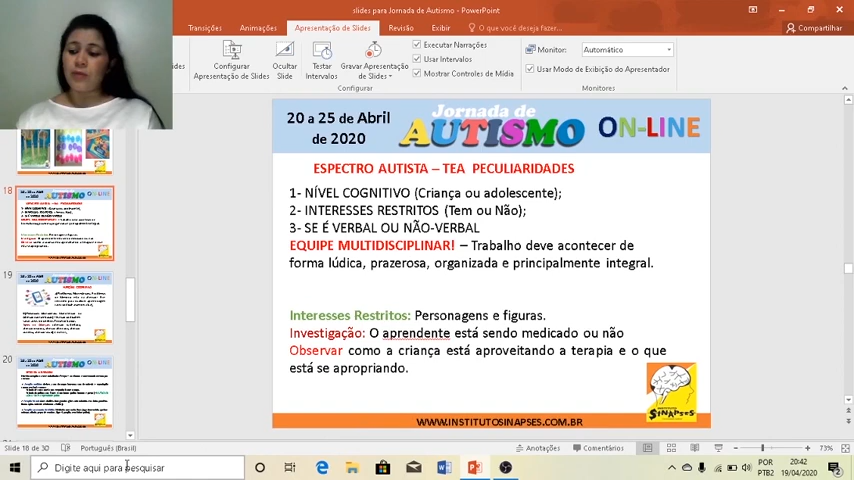 slides para Jornada de Autismo - PowerPoint
Transições Animações Apresentação de Slides Revisão Exibir O que você deseja fazer...
Compartilhar
Configurar Apresentação de Slides
Ocultar Slide
Testar Intervalos
Gravar Apresentação de Slides
Executar Narrações
Usar Intervalos
Mostrar Controles de Mídia
Configurar
Monitor: Automático
Usar Modo de Exibição do Apresentador
Monitores
18
19
20
20 a 25 de Abril
de 2020
Jornada de
AUTISMO ON-LINE
ESPECTRO AUTISTA – TEA PECULIARIDADES
1- NÍVEL COGNITIVO (Criança ou adolescente);
2- INTERESSES RESTRITOS (Tem ou Não);
3- SE É VERBAL OU NÃO-VERBAL
EQUIPE MULTIDISCIPLINAR! – Trabalho deve acontecer de
forma lúdica, prazerosa, organizada e principalmente integral.
Interesses Restritos: Personagens e figuras.
Investigação: O aprendente está sendo medicado ou não
Observar como a criança está aproveitando a terapia e o que
está se apropriando.
SINAPSES
WWW.INSTITUTOSINAPSES.COM.BR
Slide 18 de 30 Português (Brasil) Anotações Comentários 73%
Digite aqui para pesquisar
POR
PTB2
20:42
19/04/2020
2